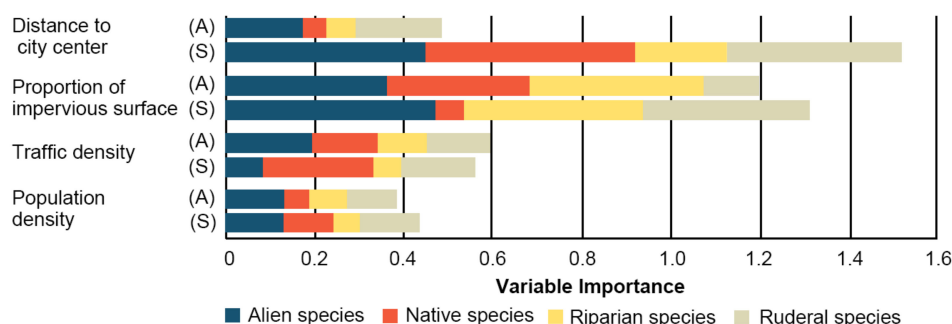 Distance to
city center
(A)
(S)
Proportion of
impervious surface
(A)
(S)
Traffic density
(A)
(S)
Population
density
(A)
(S)
0 0.2 0.4 0.6 0.8 1.0 1.2 1.4 1.6
Variable Importance
Alien species Native species Riparian species Ruderal species